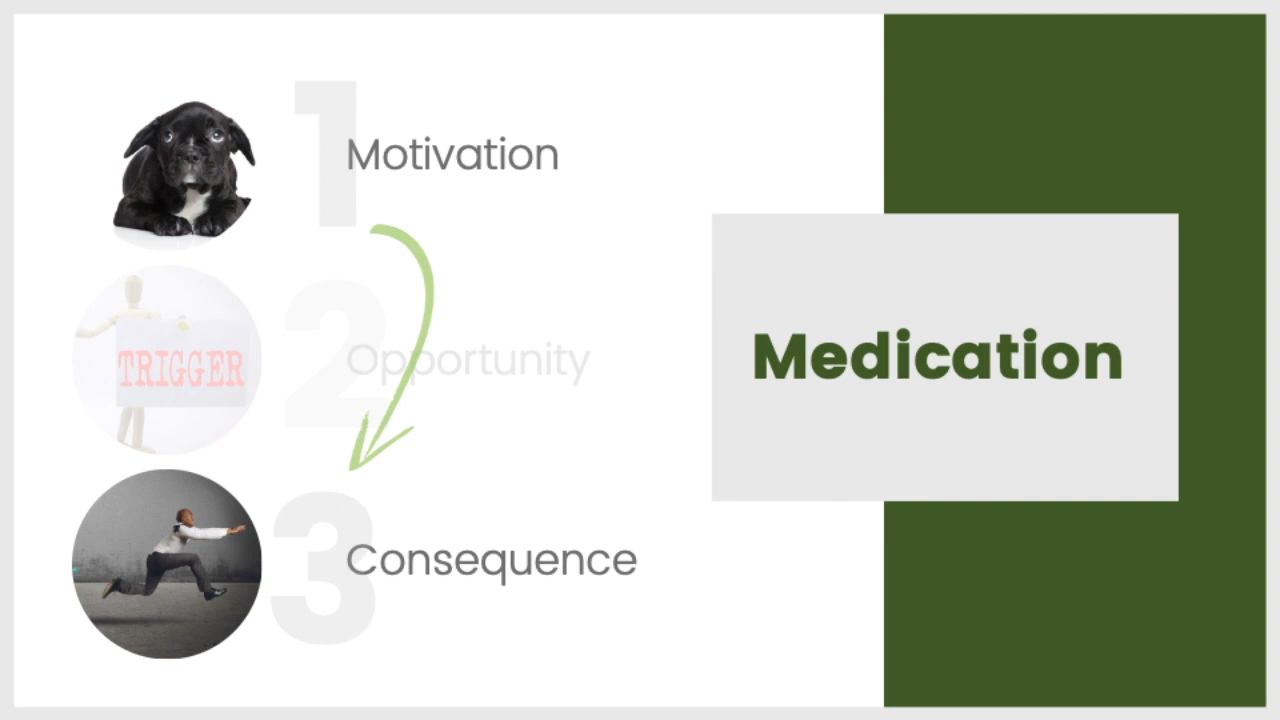 1
Motivation
TRIGGER
2
Opportunity
3
Consequence
Medication